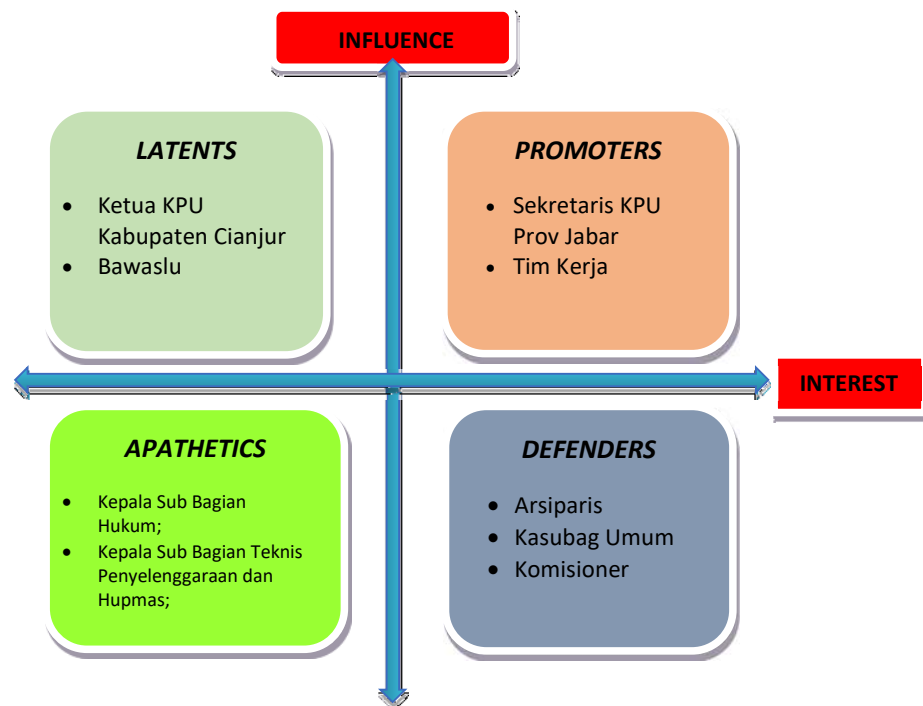 INFLUENCE
LATENTS
• Ketua KPU
Kabupaten Cianjur
• Bawaslu
PROMOTERS
• Sekretaris KPU
Prov Jabar
• Tim Kerja
INTEREST
APATHETICS
• Kepala Sub Bagian
Hukum;
• Kepala Sub Bagian Teknis
Penyelenggaraan dan
Hupmas;
DEFENDERS
• Arsiparis
• Kasubag Umum
• Komisioner